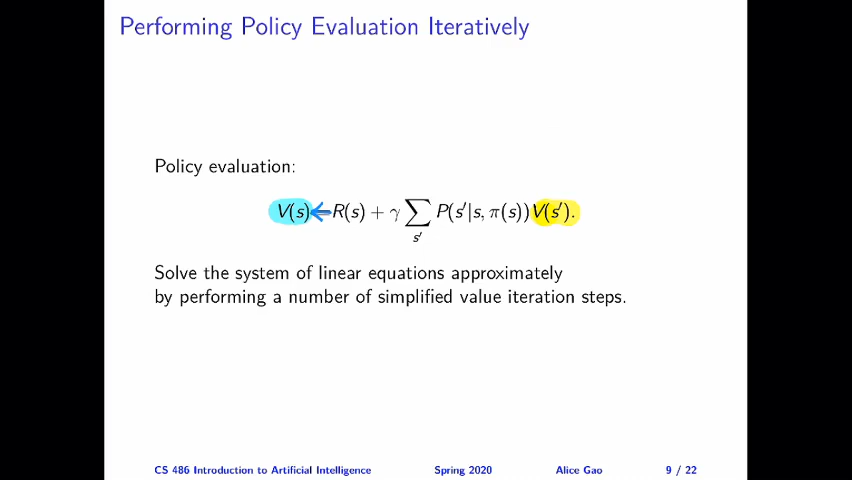 Performing Policy Evaluation Iteratively
Policy evaluation:
V(s) ← R(s) + γ ∑ P(s′|s, π(s)) V(s′).
s′
Solve the system of linear equations approximately
by performing a number of simplified value iteration steps.
CS 486 Introduction to Artificial Intelligence Spring 2020 Alice Gao 9 / 22